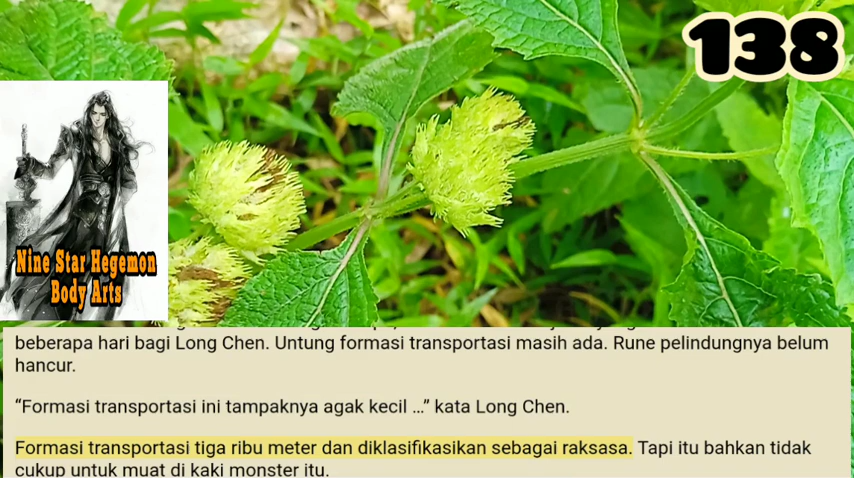 138
Nine Star Hegemon
Body Arts
beberapa hari bagi Long Chen. Untung formasi transportasi masih ada. Rune pelindungnya belum
hancur.
“Formasi transportasi ini tampaknya agak kecil ...” kata Long Chen.
Formasi transportasi tiga ribu meter dan diklasifikasikan sebagai raksasa. Tapi itu bahkan tidak
cukup untuk muat di kaki monster itu.